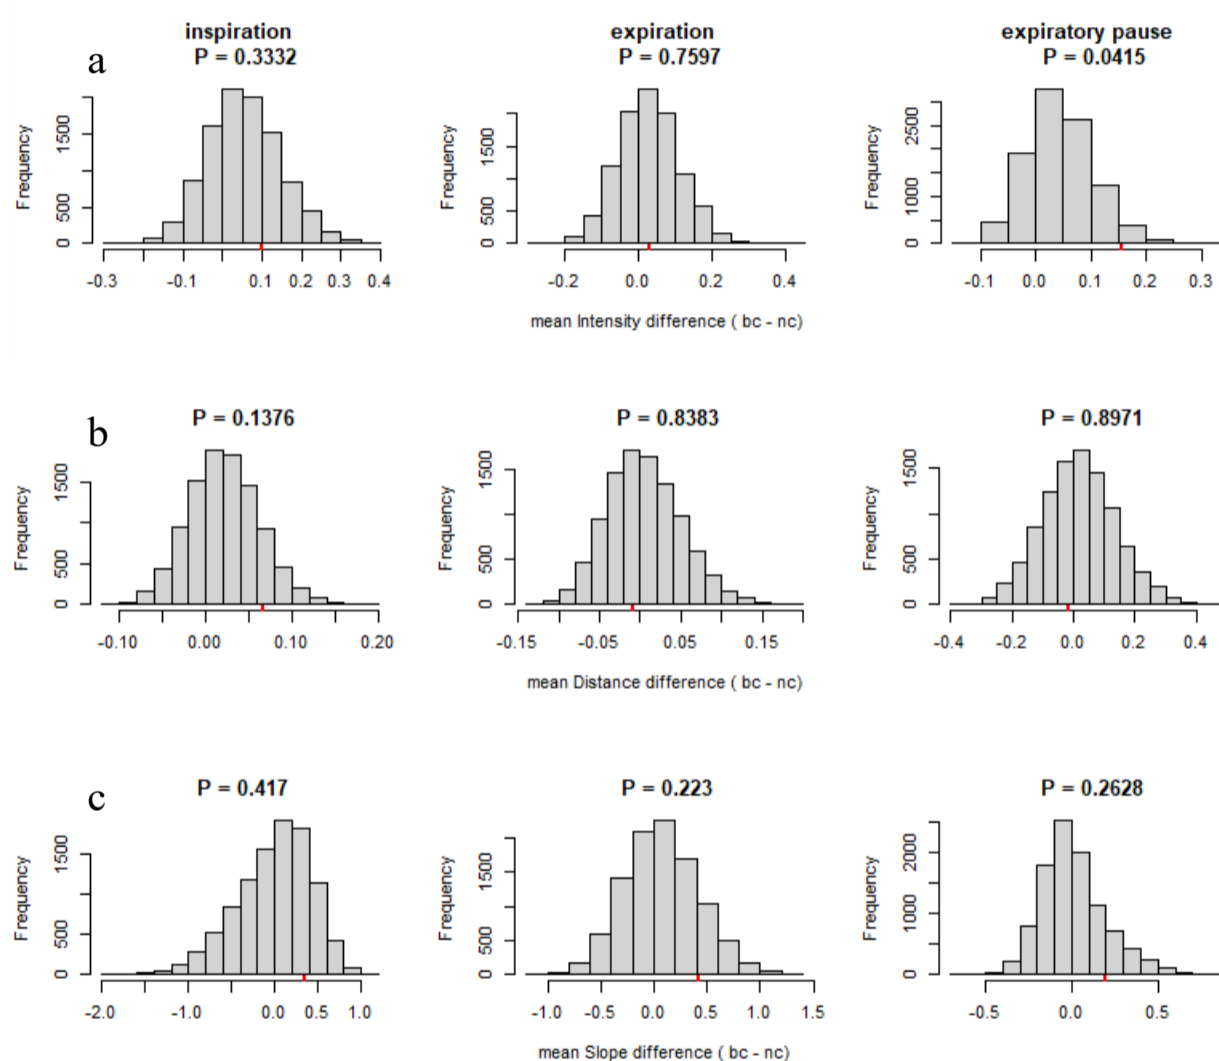 inspiration expiration expiratory pause
a P = 0.3332 P = 0.7597 P = 0.0415
Frequency 0 500 1500 Frequency 0 500 1500 Frequency 0 1000 2500
-0.3 -0.1 0.1 0.2 0.3 0.4 -0.2 0.0 0.2 0.4 -0.1 0.0 0.1 0.2 0.3
mean Intensity difference ( bc - nc)
b P = 0.1376 P = 0.8383 P = 0.8971
Frequency 0 500 1500 Frequency 0 500 1500 Frequency 0 500 1500
-0.10 0.00 0.10 0.20 -0.15 -0.05 0.05 0.15 -0.4 -0.2 0.0 0.2 0.4
mean Distance difference ( bc - nc)
c P = 0.417 P = 0.223 P = 0.2628
Frequency 0 500 1500 Frequency 0 500 1500 Frequency 0 1000 2000
-2.0 -1.0 0.0 0.5 1.0 -1.0 -0.5 0.0 0.5 1.0 1.5 -0.5 0.0 0.5
mean Slope difference ( bc - nc)